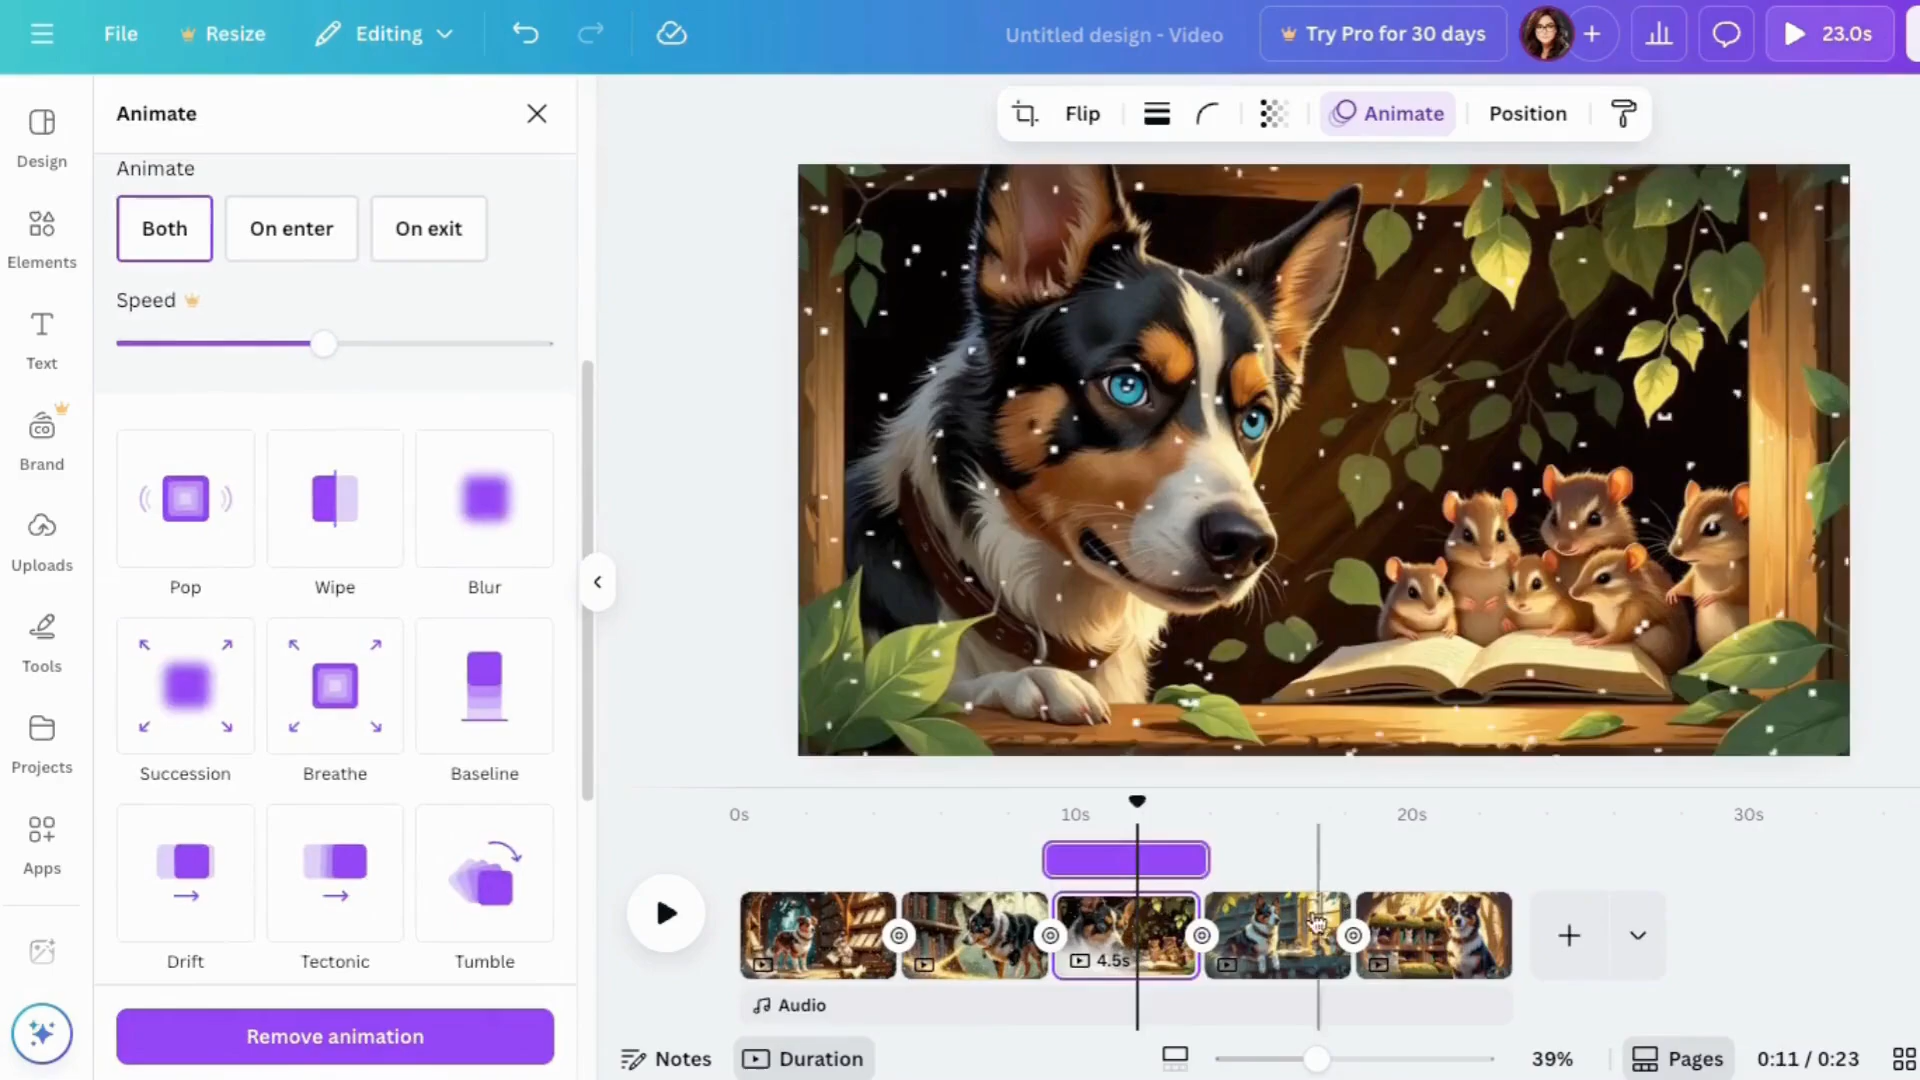 File
Resize
Editing
Untitled design - Video
Try Pro for 30 days
23.0s
Design
Elements
Text
Brand
Uploads
Tools
Projects
Apps
Animate
Animate
Both
On enter
On exit
Speed
Pop
Wipe
Blur
Succession
Breathe
Baseline
Drift
Tectonic
Tumble
Remove animation
Flip
Animate
Position
0s
10s
20s
30s
4.5s
Audio
Notes
Duration
39%
Pages
0:11 / 0:23